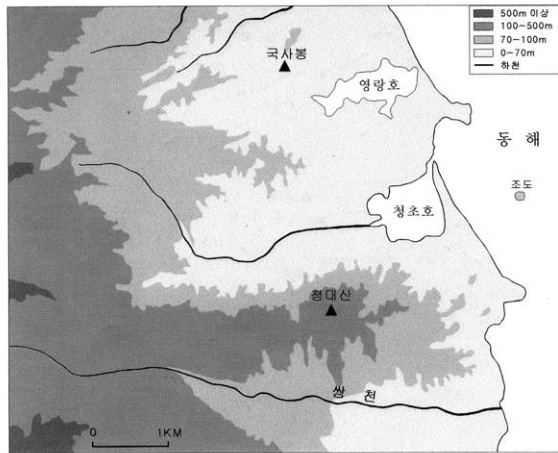 500m 이상
100~500m
70~100m
0~70m
하천
국사봉
영랑호
동 해
조도
청초호
청대산
쌍 천
0 1KM